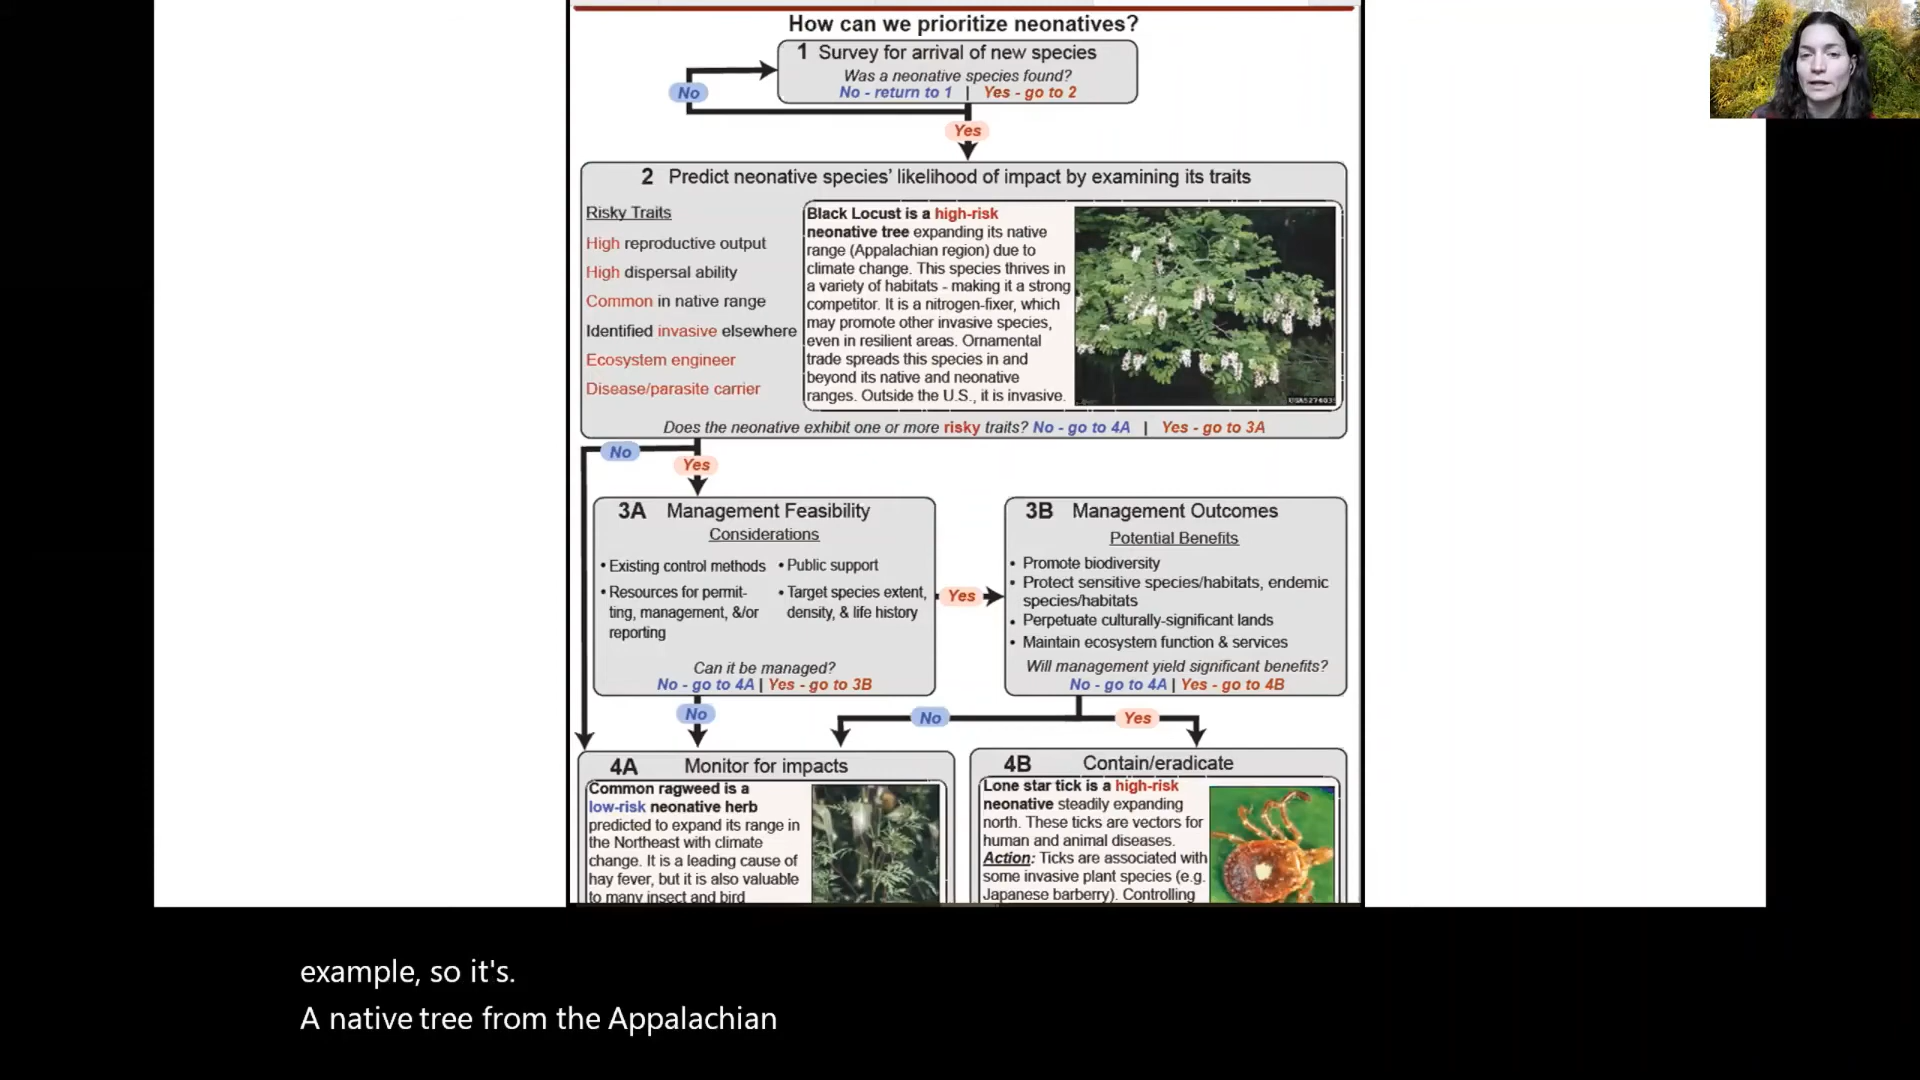 How can we prioritize neonatives?
1 Survey for arrival of new species
Was a neonative species found?
No - return to 1 | Yes - go to 2
No
Yes
2 Predict neonative species' likelihood of impact by examining its traits
Risky Traits
High reproductive output
High dispersal ability
Common in native range
Identified invasive elsewhere
Ecosystem engineer
Disease/parasite carrier
Black Locust is a high-risk
neonative tree expanding its native
range (Appalachian region) due to
climate change. This species thrives in
a variety of habitats - making it a strong
competitor. It is a nitrogen-fixer, which
may promote other invasive species,
even in resilient areas. Ornamental
trade spreads this species in and
beyond its native and neonative
ranges. Outside the U.S., it is invasive.
Does the neonative exhibit one or more risky traits? No - go to 4A | Yes - go to 3A
No
Yes
3A Management Feasibility
Considerations
• Existing control methods
• Resources for permit-
ting, management, &/or
reporting
• Public support
• Target species extent,
density, & life history
Can it be managed?
No - go to 4A | Yes - go to 3B
Yes
3B Management Outcomes
Potential Benefits
• Promote biodiversity
• Protect sensitive species/habitats, endemic
species/habitats
• Perpetuate culturally-significant lands
• Maintain ecosystem function & services
Will management yield significant benefits?
No - go to 4A | Yes - go to 4B
No
No
Yes
4A Monitor for impacts
Common ragweed is a
low-risk neonative herb
predicted to expand its range in
the Northeast with climate
change. It is a leading cause of
hay fever, but it is also valuable
to many insect and bird
4B Contain/eradicate
Lone star tick is a high-risk
neonative steadily expanding
north. These ticks are vectors for
human and animal diseases.
Action: Ticks are associated with
some invasive plant species (e.g.
Japanese barberry). Controlling
example, so it's.
A native tree from the Appalachian